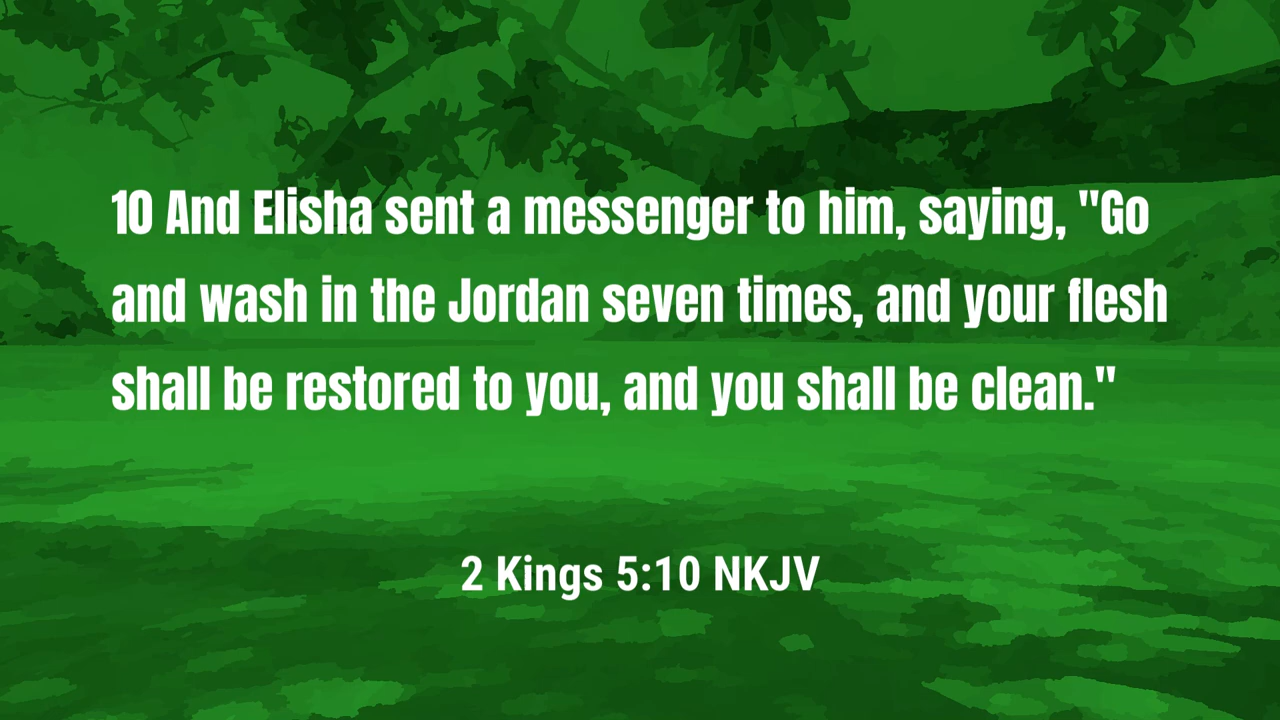 10 And Elisha sent a messenger to him, saying, "Go
and wash in the Jordan seven times, and your flesh
shall be restored to you, and you shall be clean."
2 Kings 5:10 NKJV